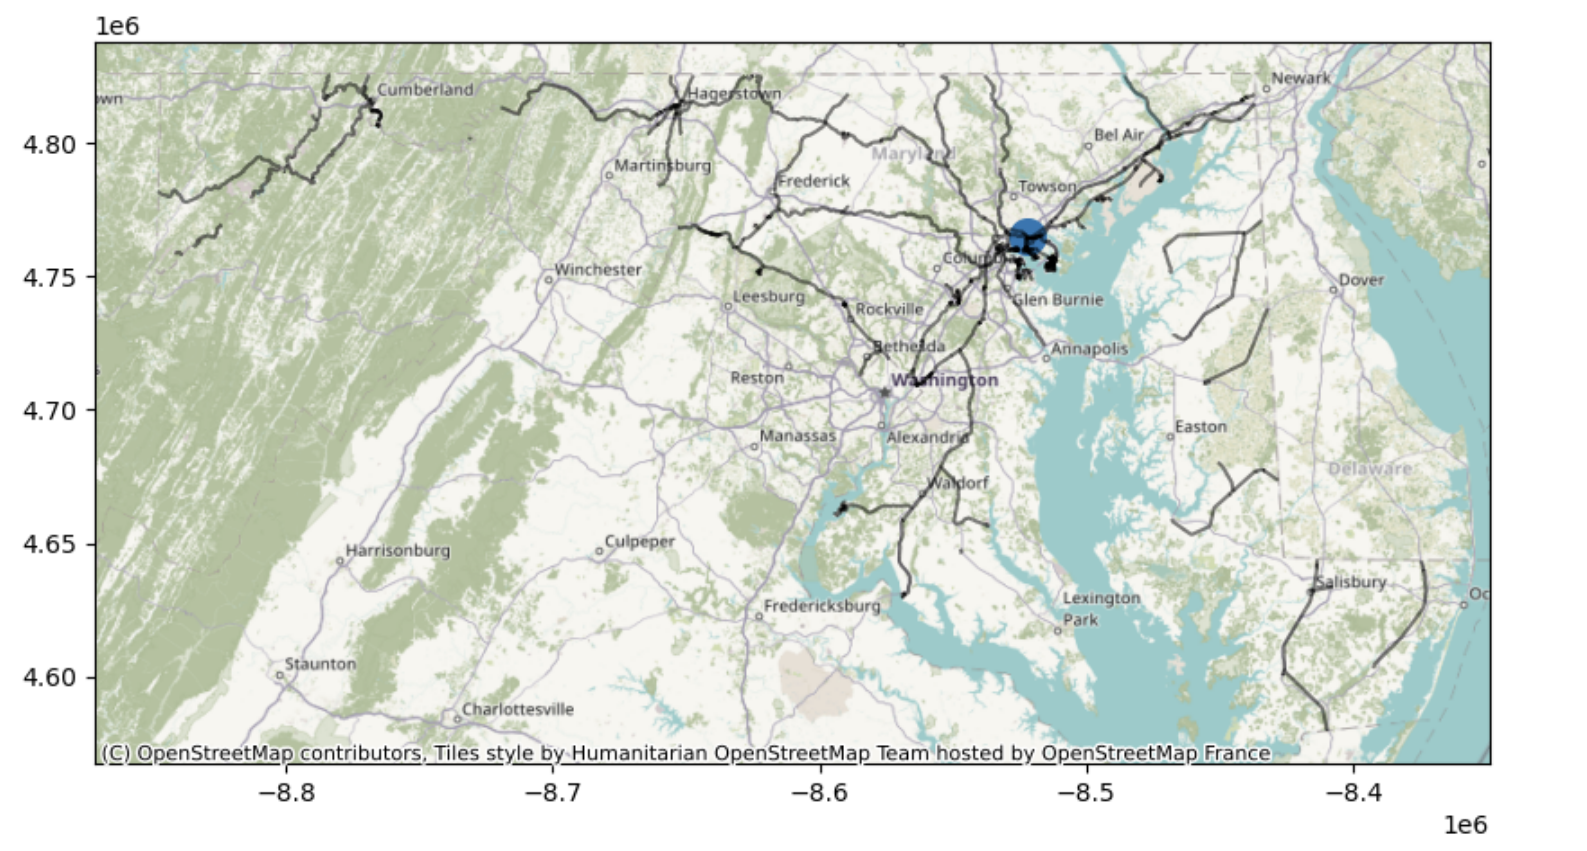 1e6
Newark
Cumberland
Hagerstown
own
4.80
Bel Air
Maryland
Martinsburg
Frederick
Towson
Winchester
Columb
4.75
Dover
Leesburg
Glen Burnie
Rockville
Bethesda
Annapolis
Reston
Washington
4.70
Easton
Manassas
Alexandria
Delaware
Waldorf
4.65
Culpeper
Harrisonburg
Salisbury
Oc
Lexington
Park
Fredericksburg
4.60
Staunton
Charlottesville
(C) OpenStreetMap contributors, Tiles style by Humanitarian OpenStreetMap Team hosted by OpenStreetMap France
−8.8
−8.7
−8.6
−8.5
−8.4
1e6